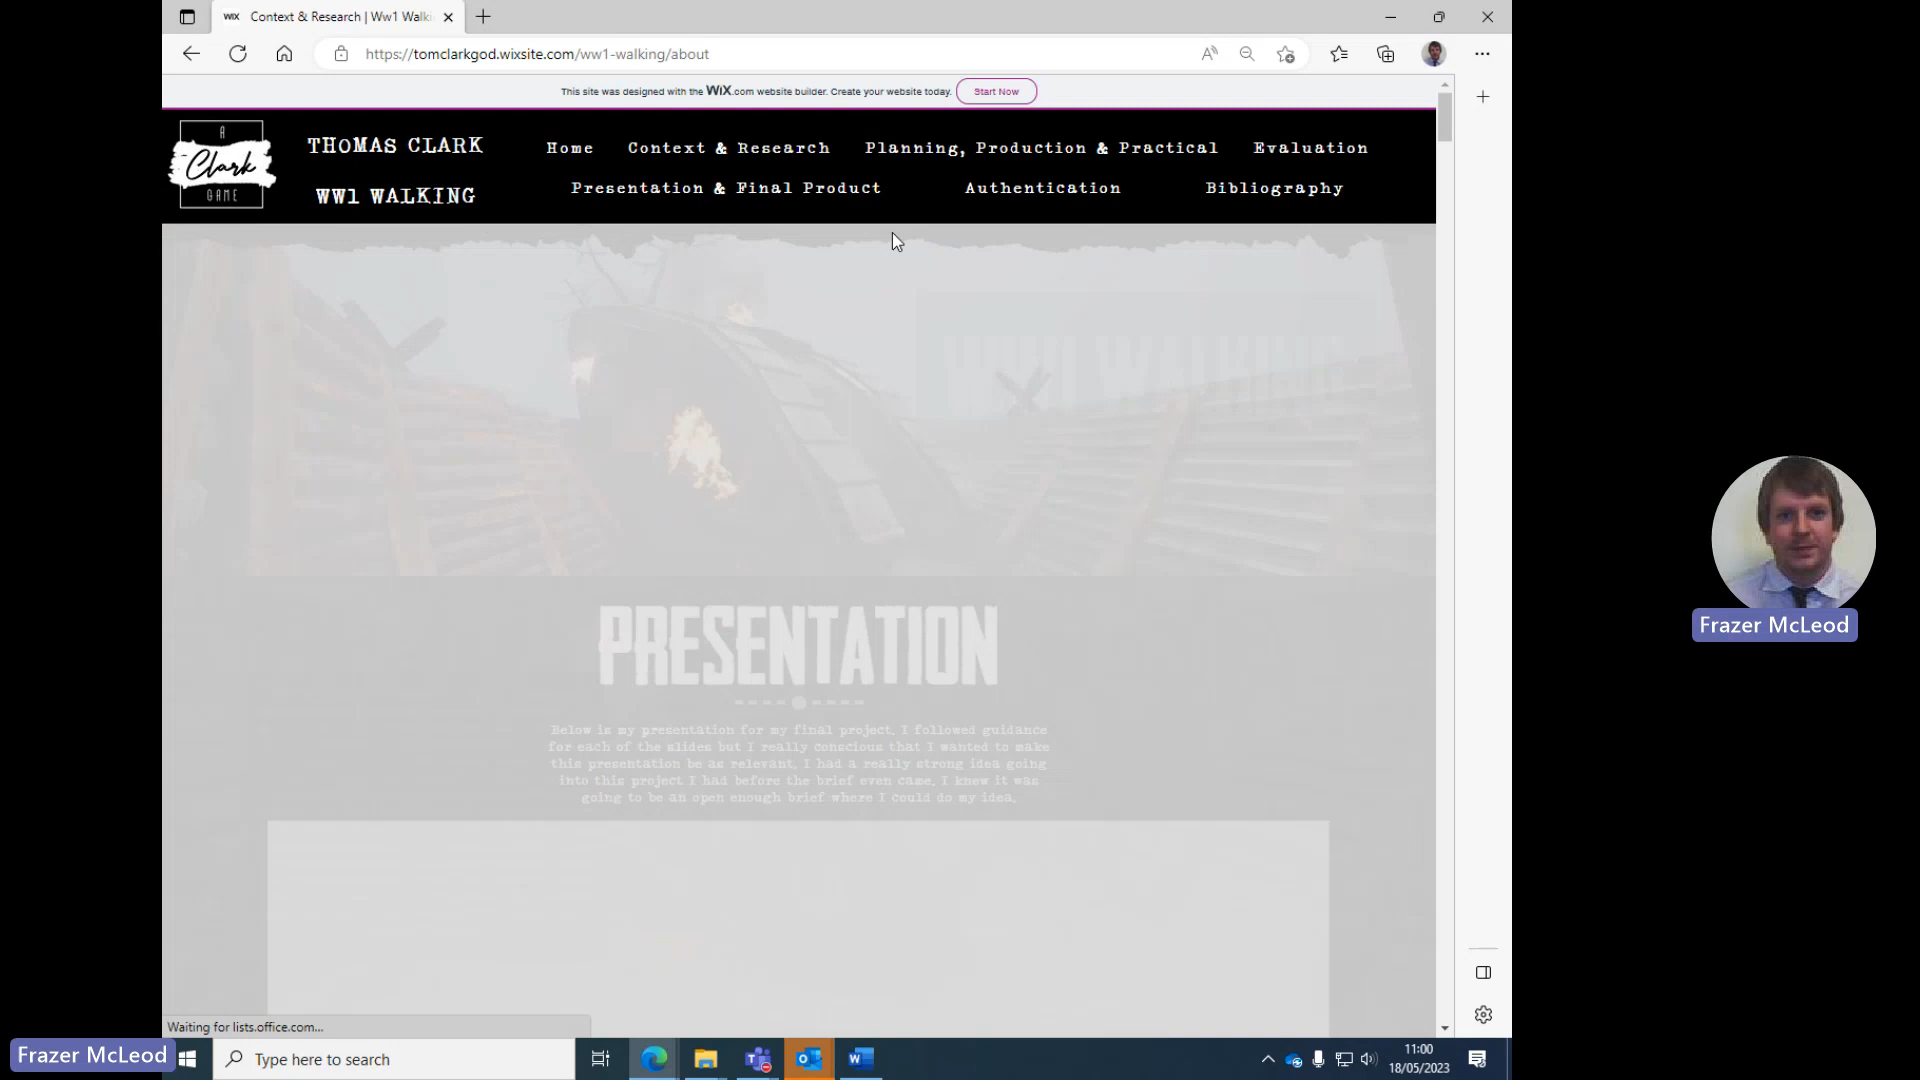 WiX Context & Research | Ww1 Walki
https://tomclarkgod.wixsite.com/ww1-walking/about
This site was designed with the WiX.com website builder. Create your website today. Start Now
A
Clark
GAME
THOMAS CLARK
WW1 WALKING
Home Context & Research Planning, Production & Practical Evaluation
Presentation & Final Product Authentication Bibliography
WW1 WALKING
PRESENTATION
Below is my presentation for my final project. I followed guidance
for each of the slides but I really conscious that I wanted to make
this presentation be as relevant. I had a really strong idea going
into this project I had before the brief even came. I knew it was
going to be an open enough brief where I could do my idea.
Frazer McLeod
Waiting for lists.office.com...
Frazer McLeod
Type here to search
11:00
18/05/2023